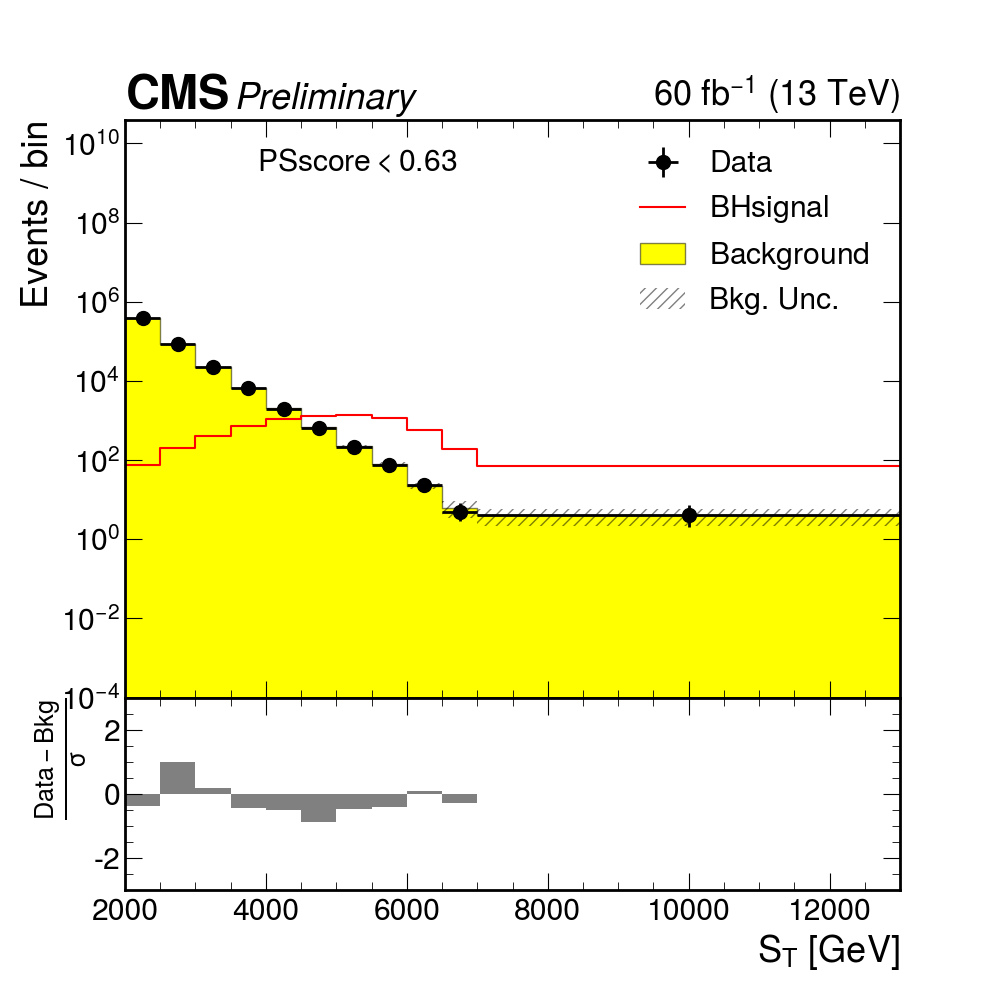 CMS Preliminary 60 fb⁻¹ (13 TeV)
Events / bin
10¹⁰
10⁸
10⁶
10⁴
10²
10⁰
10⁻²
10⁻⁴
PSscore < 0.63
Data
BHsignal
Background
Bkg. Unc.
Data − Bkg
σ
2
0
-2
2000 4000 6000 8000 10000 12000
S_T [GeV]